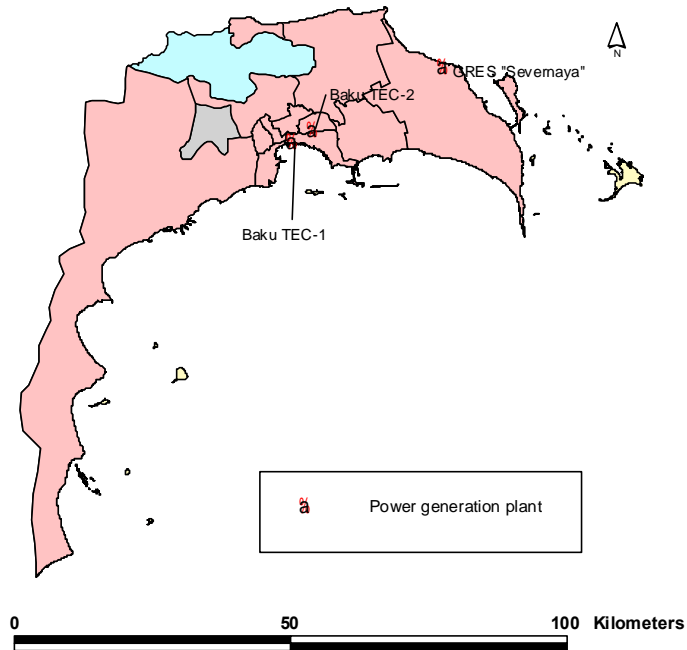 N
GRES "Severnaya"
Baku TEC-2
Baku TEC-1
Power generation plant
0 50 100 Kilometers